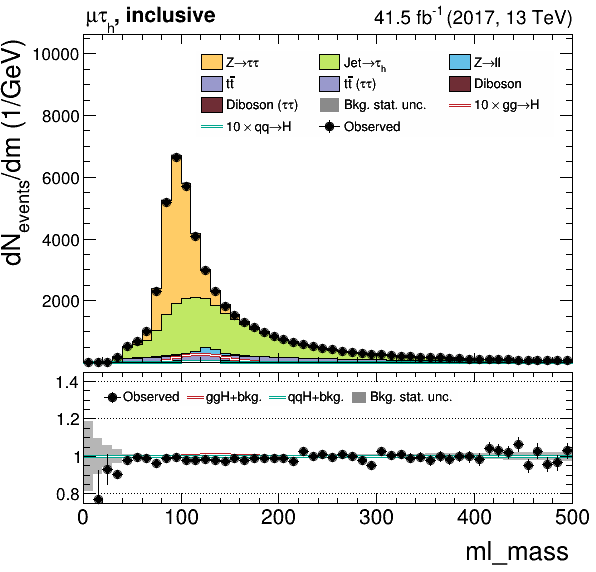 μτh, inclusive
41.5 fb-1 (2017, 13 TeV)
dNevents/dm (1/GeV)
10000
8000
6000
4000
2000
Z→ττ
Jet→τh
Z→ll
tt̄
tt̄ (ττ)
Diboson
Diboson (ττ)
Bkg. stat. unc.
10 × gg→H
10 × qq→H
Observed
1.4
1.2
1
0.8
Observed
ggH+bkg.
qqH+bkg.
Bkg. stat. unc.
0
100
200
300
400
500
ml_mass